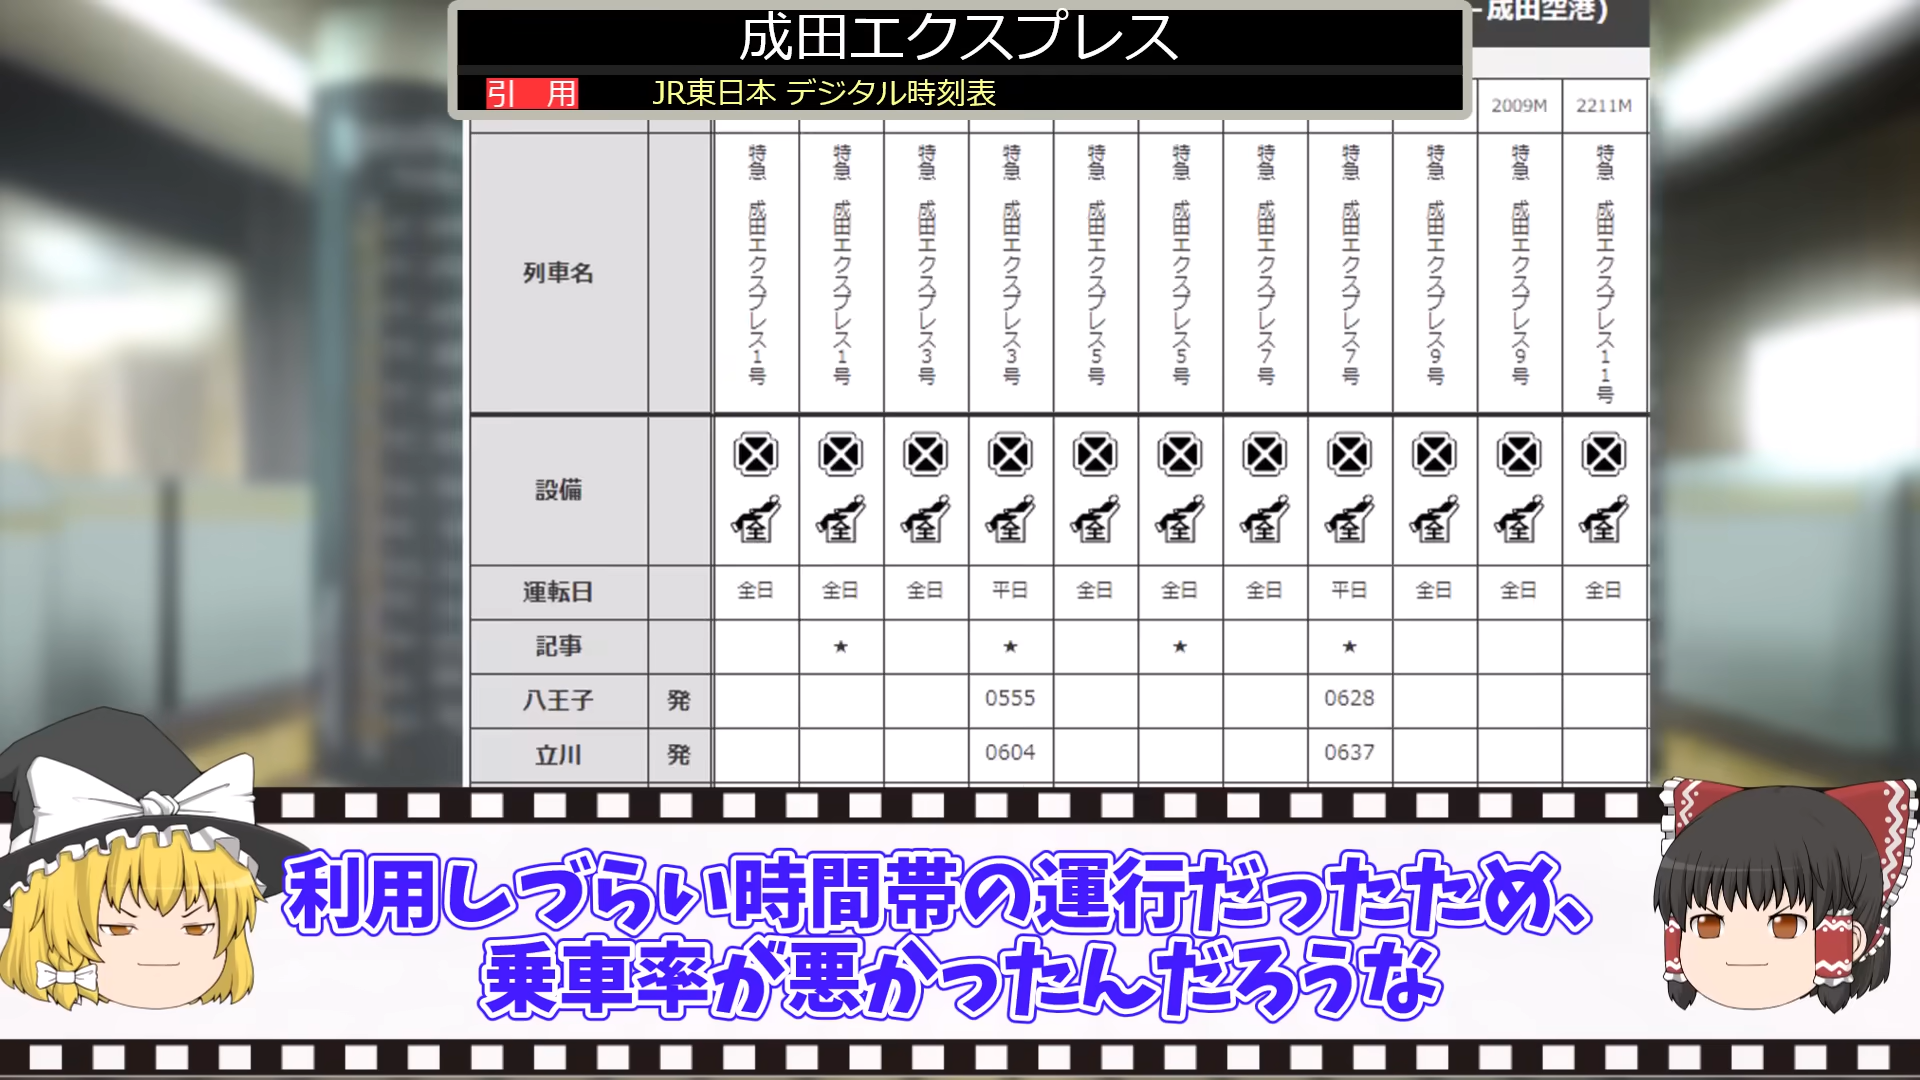 成田エクスプレス
引 用 JR東日本 デジタル時刻表
-成田空港)
2009M 2211M
列車名 特急 成田エクスプレス1号 特急 成田エクスプレス1号 特急 成田エクスプレス3号 特急 成田エクスプレス3号 特急 成田エクスプレス5号 特急 成田エクスプレス5号 特急 成田エクスプレス7号 特急 成田エクスプレス7号 特急 成田エクスプレス9号 特急 成田エクスプレス9号 特急 成田エクスプレス11号
設備 全 全 全 全 全 全 全 全 全 全 全
運転日 全日 全日 全日 平日 全日 全日 全日 平日 全日 全日 全日
記事 ★ ★ ★ ★
八王子 発 0555 0628
立川 発 0604 0637
利用しづらい時間帯の運行だったため、
乗車率が悪かったんだろうな